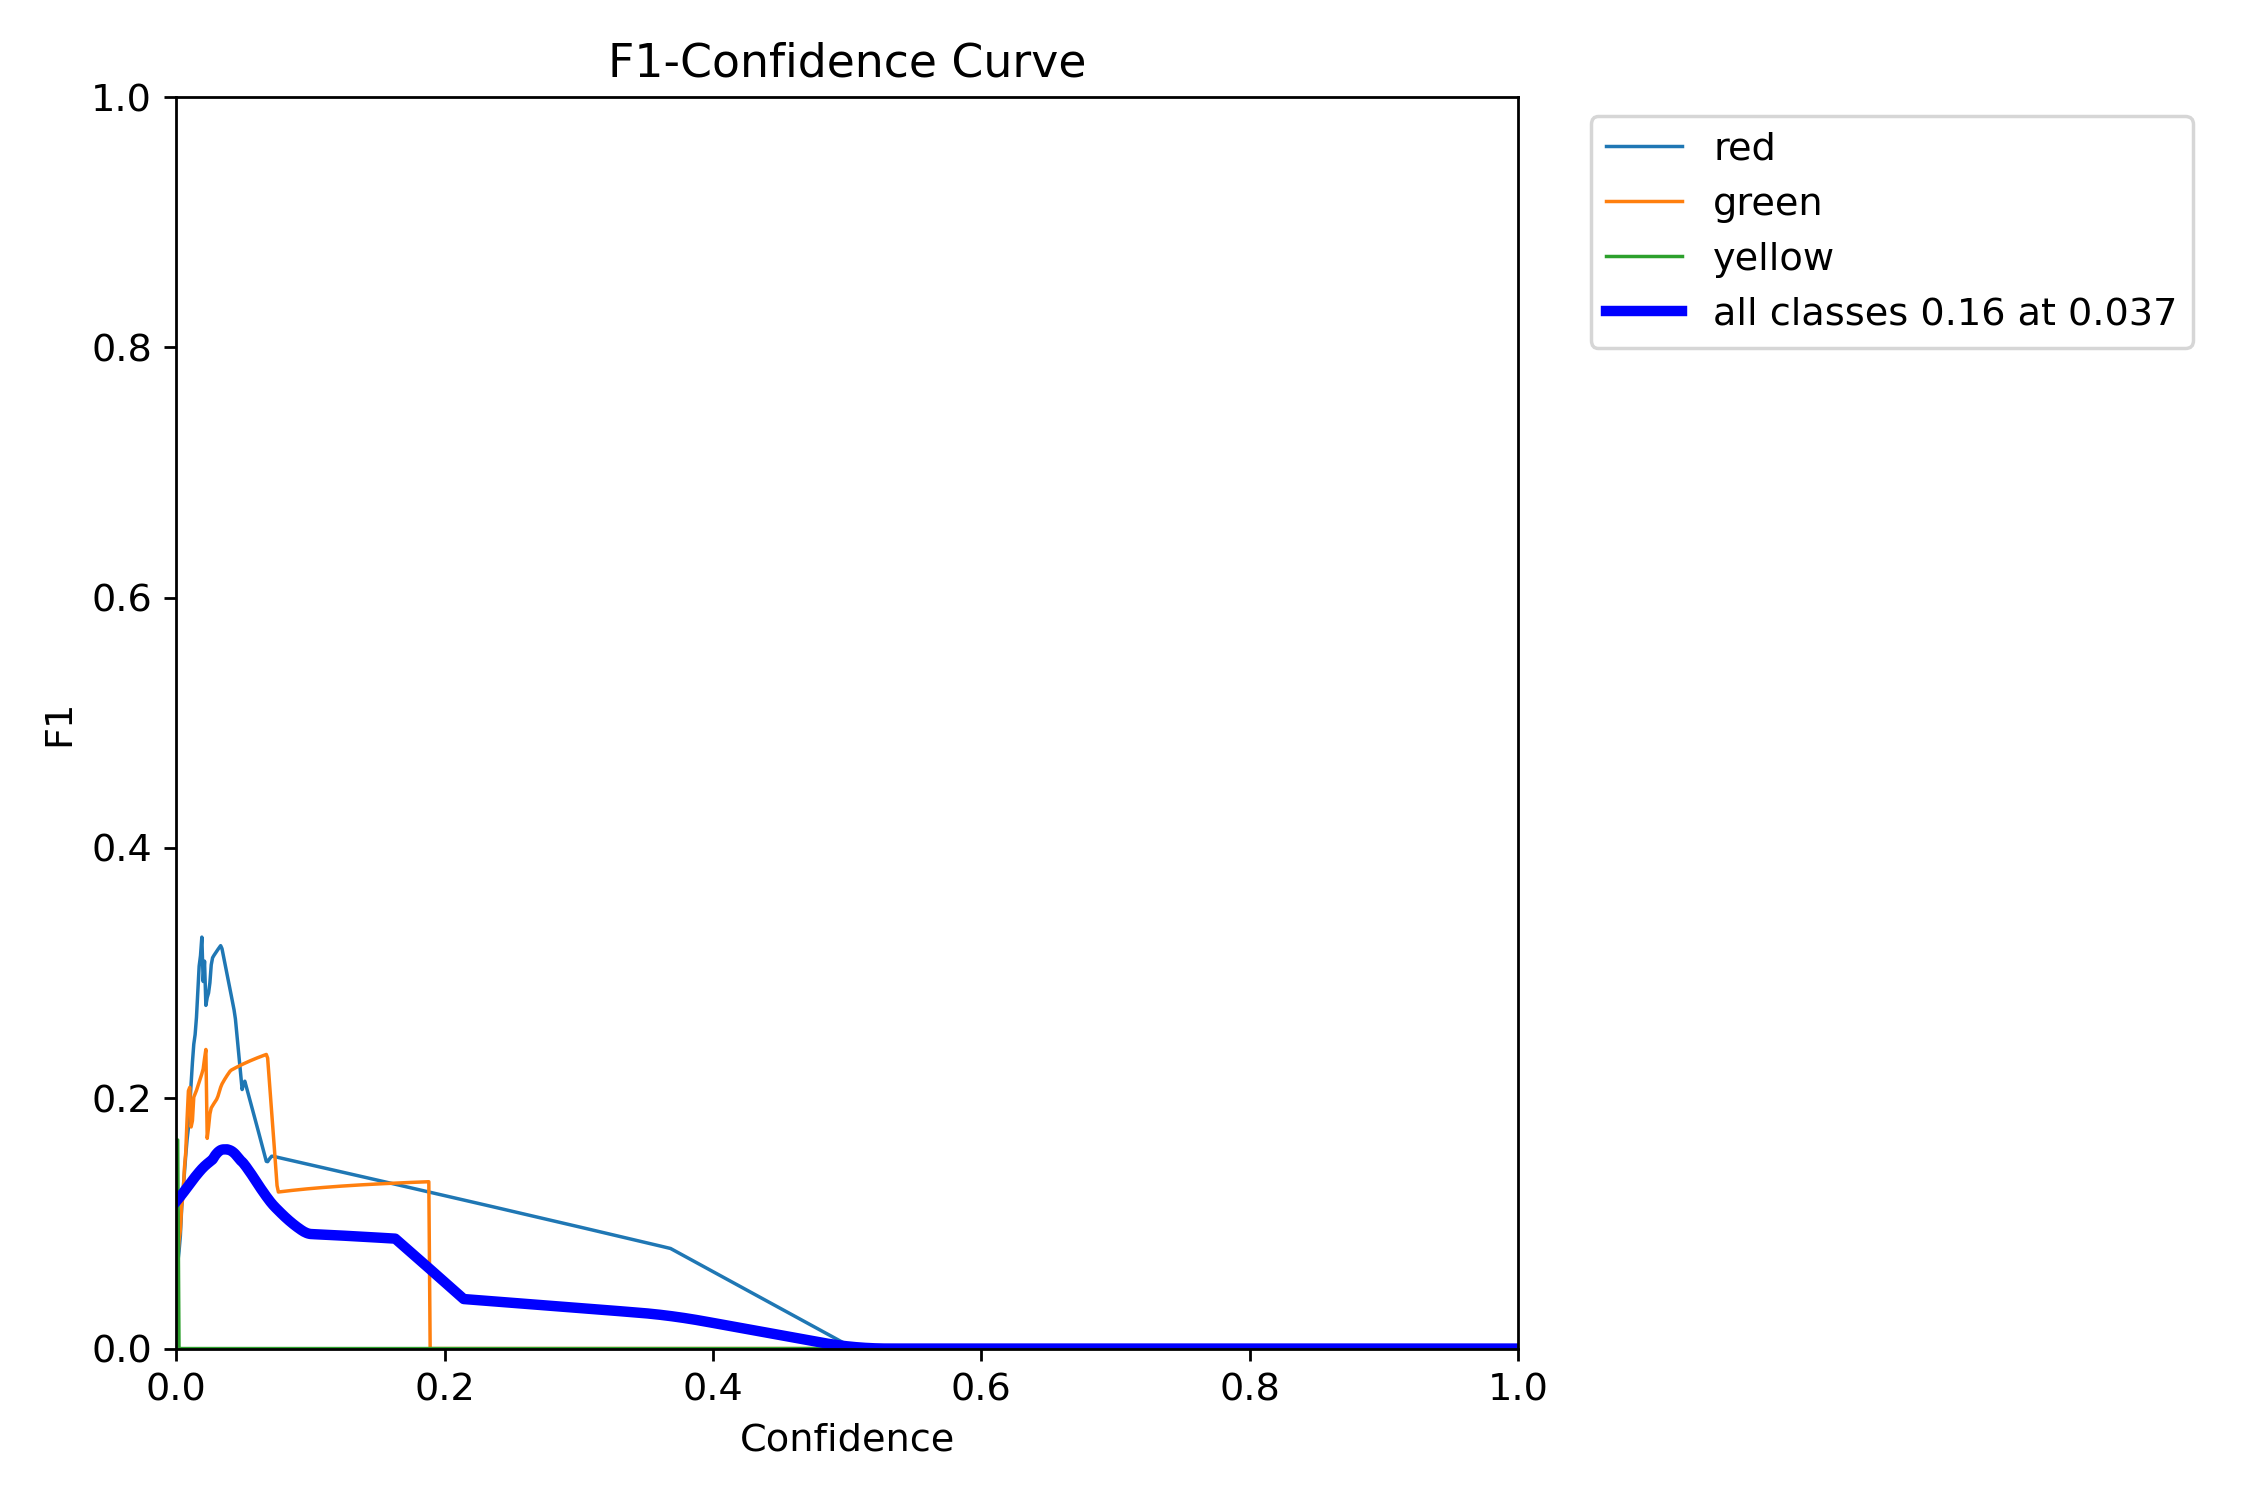 F1-Confidence Curve
1.0
0.8
0.6
0.4
0.2
0.0
F1
0.0 0.2 0.4 0.6 0.8 1.0
Confidence
red
green
yellow
all classes 0.16 at 0.037